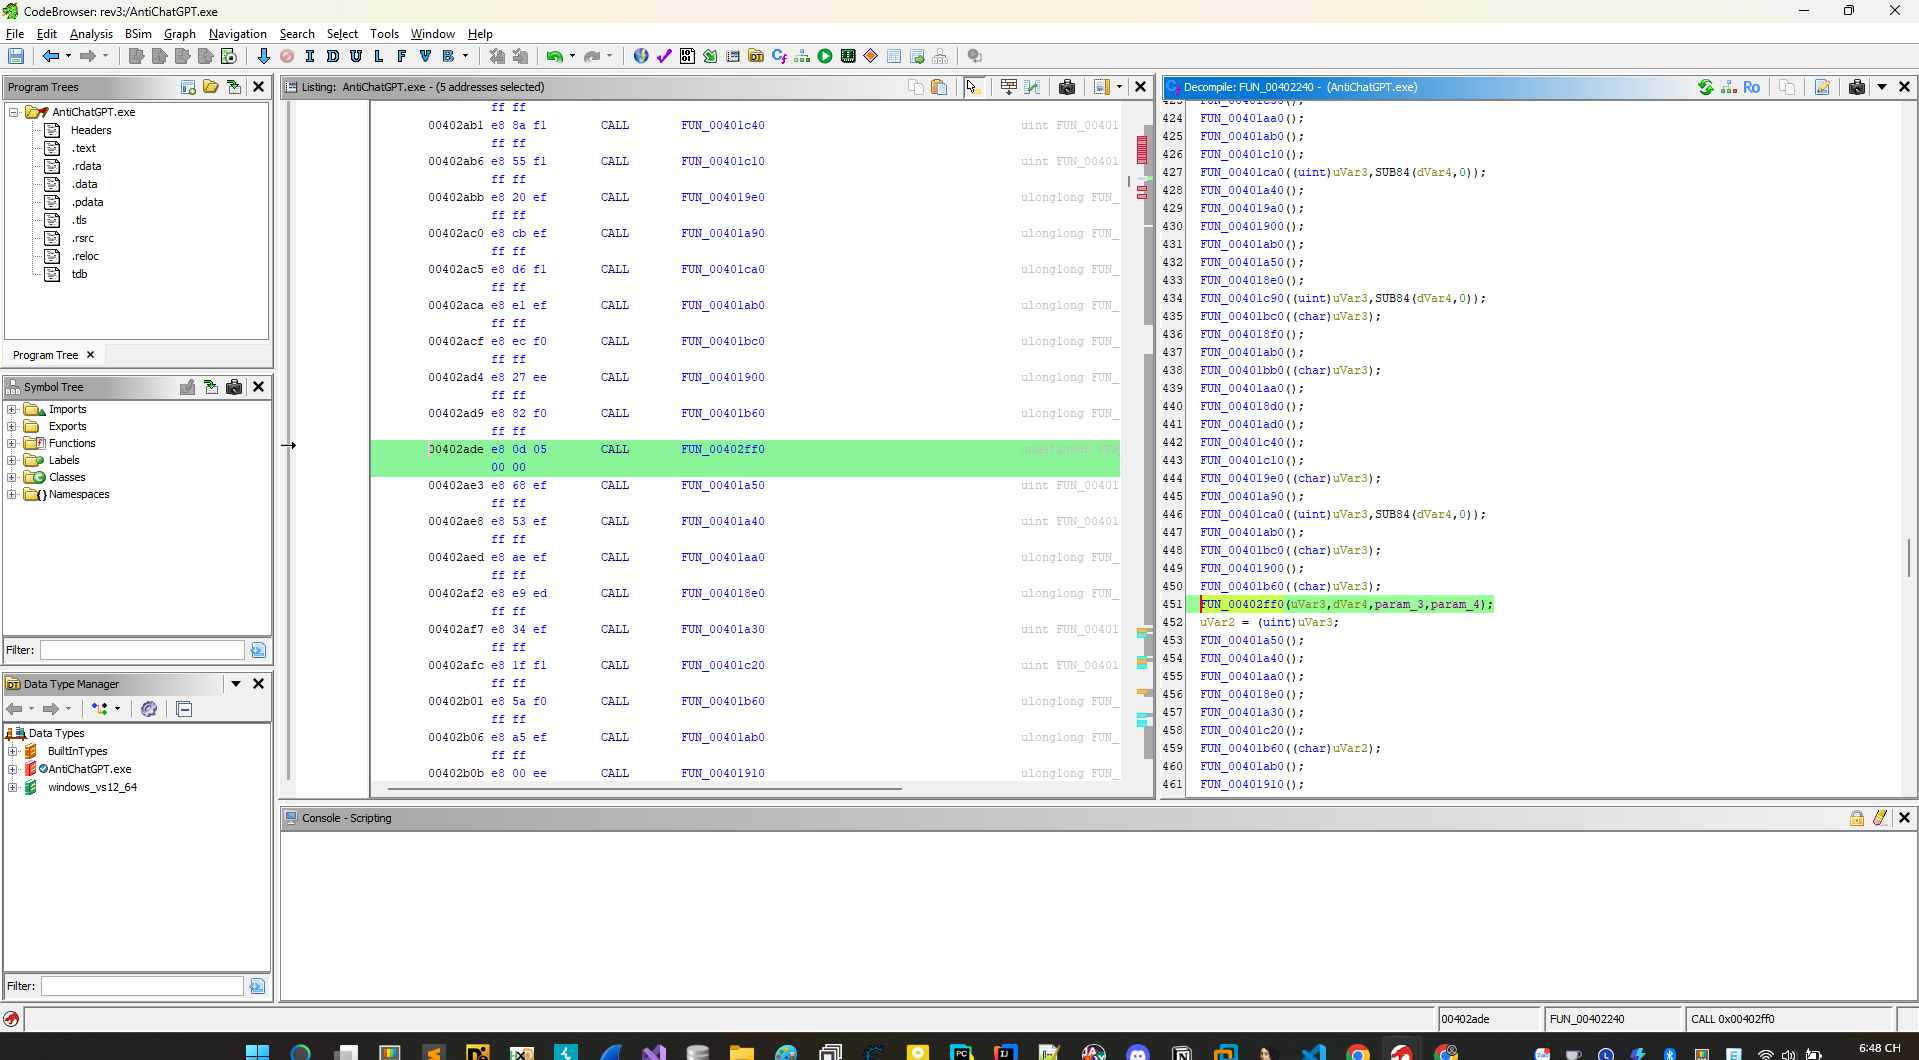 CodeBrowser: rev3:/AntiChatGPT.exe
File Edit Analysis BSim Graph Navigation Search Select Tools Window Help
I D U L F V B
Program Trees
AntiChatGPT.exe
Headers
.text
.rdata
.data
.pdata
.tls
.rsrc
.reloc
tdb
Program Tree
Symbol Tree
Imports
Exports
Functions
Labels
Classes
Namespaces
Filter:
Data Type Manager
Data Types
BuiltInTypes
AntiChatGPT.exe
windows_vs12_64
Filter:
Listing: AntiChatGPT.exe - (5 addresses selected)
ff ff
00402ab1 e8 8a f1 CALL FUN_00401c40 uint FUN_00401
ff ff
00402ab6 e8 55 f1 CALL FUN_00401c10 uint FUN_00401
ff ff
00402abb e8 20 ef CALL FUN_004019e0 ulonglong FUN_
ff ff
00402ac0 e8 cb ef CALL FUN_00401a90 ulonglong FUN_
ff ff
00402ac5 e8 d6 f1 CALL FUN_00401ca0 ulonglong FUN_
ff ff
00402aca e8 e1 ef CALL FUN_00401ab0 ulonglong FUN_
ff ff
00402acf e8 ec f0 CALL FUN_00401bc0 ulonglong FUN_
ff ff
00402ad4 e8 27 ee CALL FUN_00401900 ulonglong FUN_
ff ff
00402ad9 e8 82 f0 CALL FUN_00401b60 ulonglong FUN_
ff ff
00402ade e8 0d 05 CALL FUN_00402ff0 undefined8 FUN
00 00
00402ae3 e8 68 ef CALL FUN_00401a50 uint FUN_00401
ff ff
00402ae8 e8 53 ef CALL FUN_00401a40 uint FUN_00401
ff ff
00402aed e8 ae ef CALL FUN_00401aa0 ulonglong FUN_
ff ff
00402af2 e8 e9 ed CALL FUN_004018e0 ulonglong FUN_
ff ff
00402af7 e8 34 ef CALL FUN_00401a30 uint FUN_00401
ff ff
00402afc e8 1f f1 CALL FUN_00401c20 uint FUN_00401
ff ff
00402b01 e8 5a f0 CALL FUN_00401b60 ulonglong FUN_
ff ff
00402b06 e8 a5 ef CALL FUN_00401ab0 ulonglong FUN_
ff ff
00402b0b e8 00 ee CALL FUN_00401910 ulonglong FUN_
Decompile: FUN_00402240 - (AntiChatGPT.exe)
Ro
424 FUN_00401aa0();
425 FUN_00401ab0();
426 FUN_00401c10();
427 FUN_00401ca0((uint)uVar3,SUB84(dVar4,0));
428 FUN_00401a40();
429 FUN_004019a0();
430 FUN_00401900();
431 FUN_00401ab0();
432 FUN_00401a50();
433 FUN_004018e0();
434 FUN_00401c90((uint)uVar3,SUB84(dVar4,0));
435 FUN_00401bc0((char)uVar3);
436 FUN_004018f0();
437 FUN_00401ab0();
438 FUN_00401bb0((char)uVar3);
439 FUN_00401aa0();
440 FUN_004018d0();
441 FUN_00401ad0();
442 FUN_00401c40();
443 FUN_00401c10();
444 FUN_004019e0((char)uVar3);
445 FUN_00401a90();
446 FUN_00401ca0((uint)uVar3,SUB84(dVar4,0));
447 FUN_00401ab0();
448 FUN_00401bc0((char)uVar3);
449 FUN_00401900();
450 FUN_00401b60((char)uVar3);
451 FUN_00402ff0(uVar3,dVar4,param_3,param_4);
452 uVar2 = (uint)uVar3;
453 FUN_00401a50();
454 FUN_00401a40();
455 FUN_00401aa0();
456 FUN_004018e0();
457 FUN_00401a30();
458 FUN_00401c20();
459 FUN_00401b60((char)uVar2);
460 FUN_00401ab0();
461 FUN_00401910();
Console - Scripting
00402ade FUN_00402240 CALL 0x00402ff0
6:48 CH